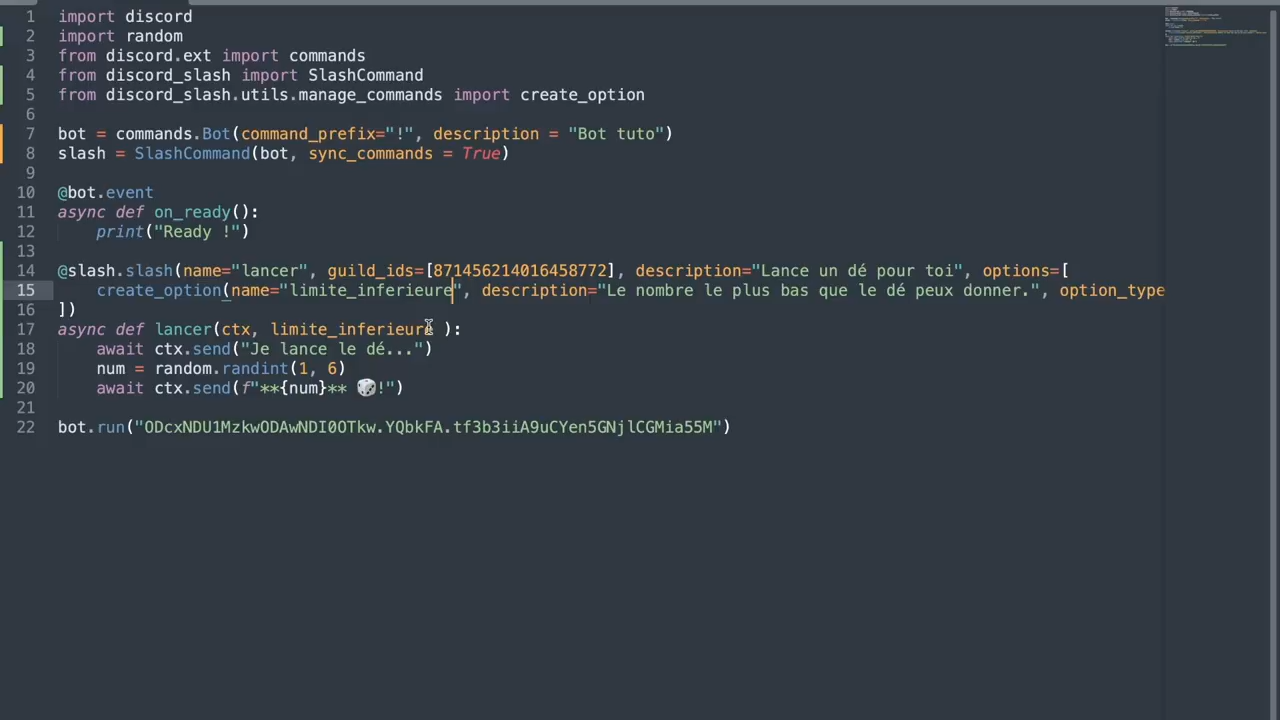 1 import discord
2 import random
3 from discord.ext import commands
4 from discord_slash import SlashCommand
5 from discord_slash.utils.manage_commands import create_option
6
7 bot = commands.Bot(command_prefix="!", description = "Bot tuto")
8 slash = SlashCommand(bot, sync_commands = True)
9
10 @bot.event
11 async def on_ready():
12     print("Ready !")
13
14 @slash.slash(name="lancer", guild_ids=[871456214016458772], description="Lance un dé pour toi", options=[
15     create_option(name="limite_inferieure", description="Le nombre le plus bas que le dé peux donner.", option_type
16 ])
17 async def lancer(ctx, limite_inferieure ):
18     await ctx.send("Je lance le dé...")
19     num = random.randint(1, 6)
20     await ctx.send(f"**{num}** 🎲!")
21
22 bot.run("ODcxNDU1MzkwODAwNDI0OTkw.YQbkFA.tf3b3iiA9uCYen5GNjlCGMia55M")